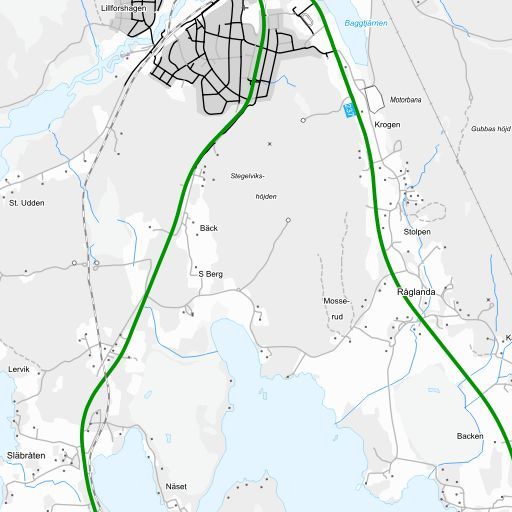 Lillforshagen
Baggtjärnen
Motorbana
Krogen
Gubbas höjd
Stegelviks-
höjden
St. Udden
Bäck
Stolpen
S Berg
Råglanda
Mosse-
rud
Lervik
Backen
Släbråten
Näset